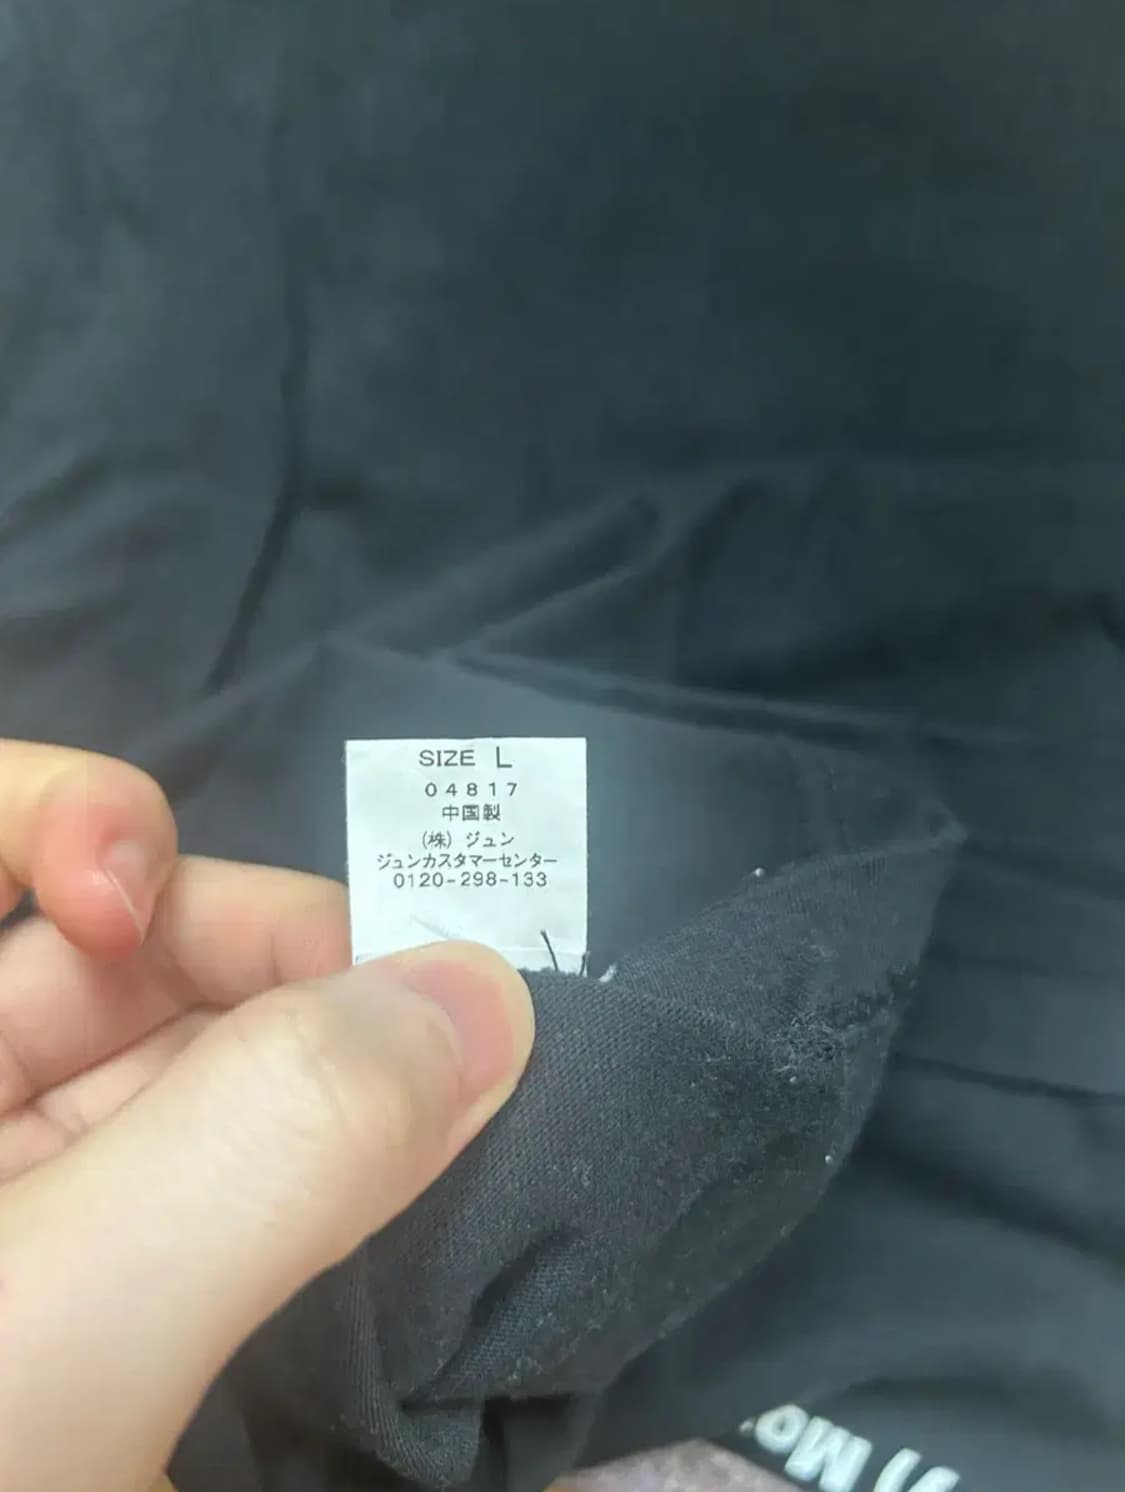 SIZE L
04817
中国製
(株) ジュン
ジュンカスタマーセンター
0120-298-133
Mo